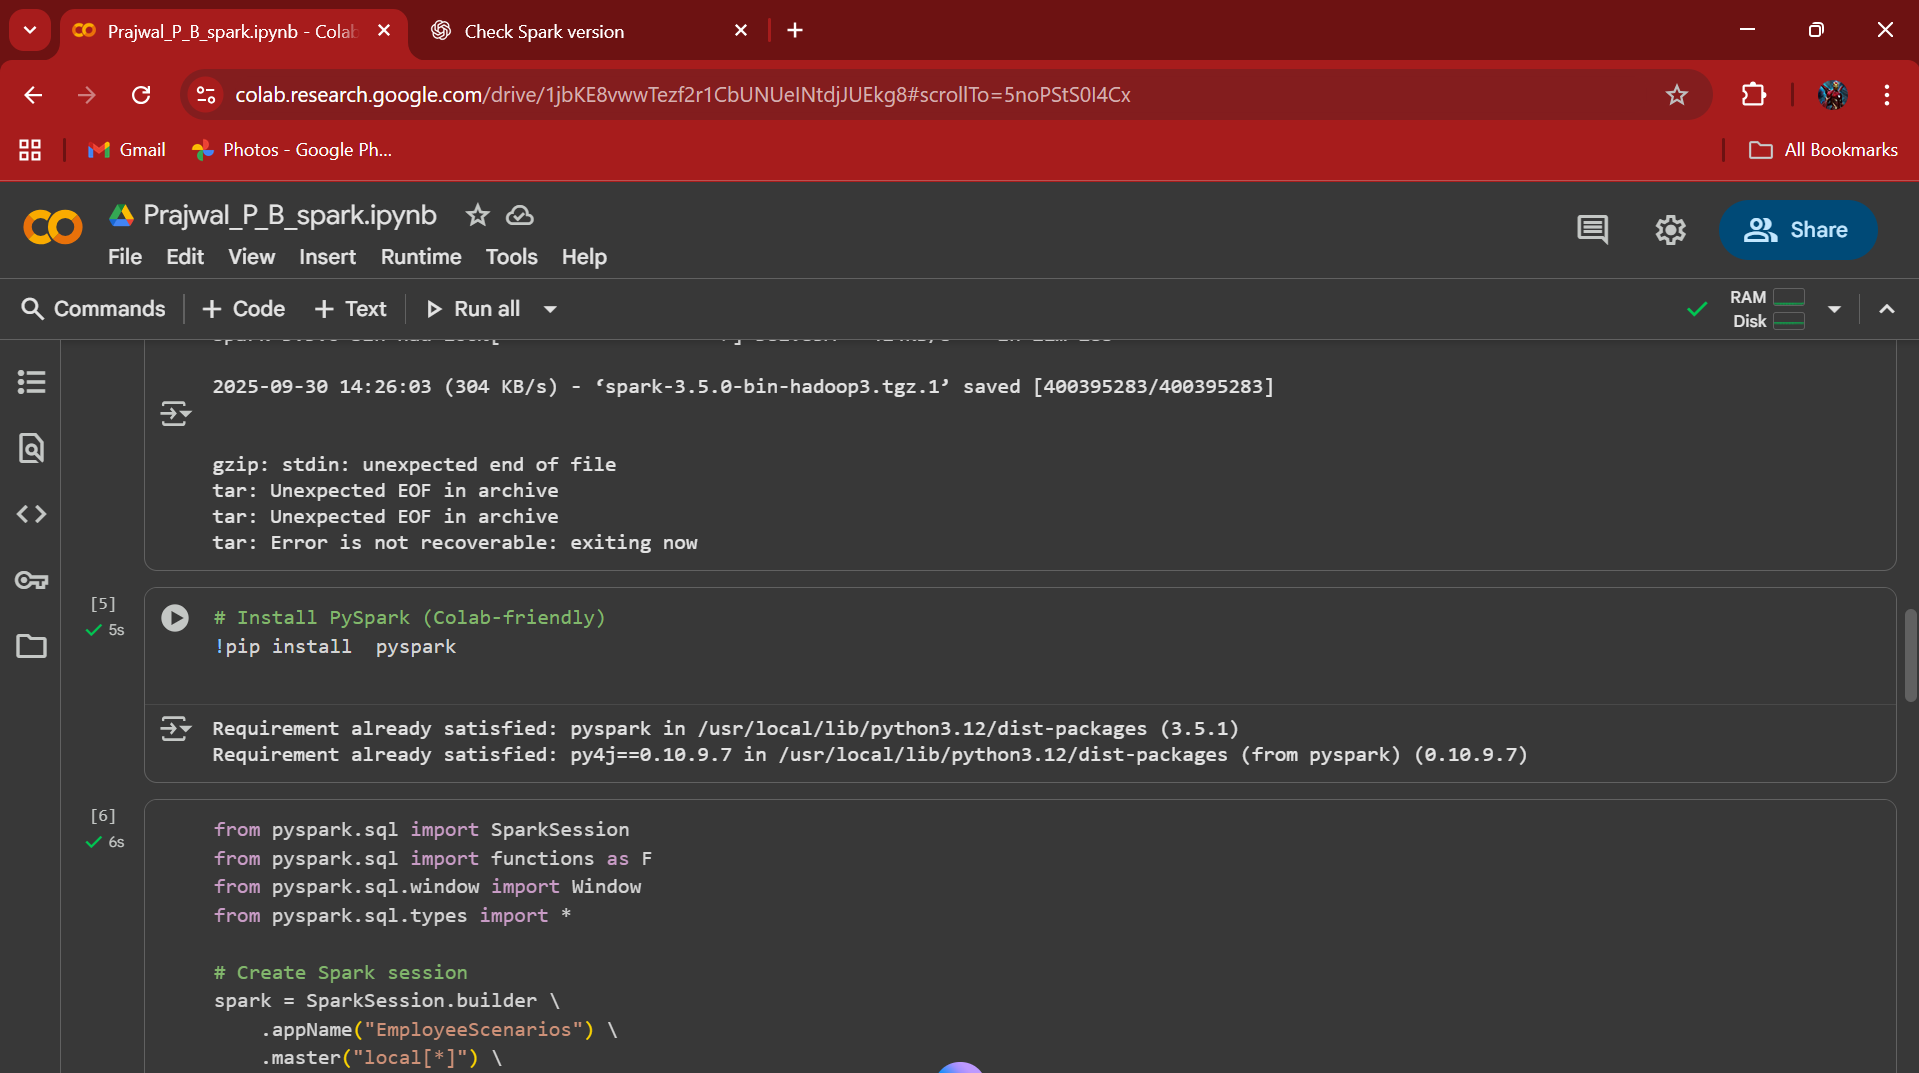 Prajwal_P_B_spark.ipynb - Colab
Check Spark version
colab.research.google.com/drive/1jbKE8vwwTezf2r1CbUNUeINtdjJUEkg8#scrollTo=5noPStS0I4Cx
Gmail
Photos - Google Ph...
All Bookmarks
Prajwal_P_B_spark.ipynb
File Edit View Insert Runtime Tools Help
Share
Commands + Code + Text Run all
RAM
Disk
2025-09-30 14:26:03 (304 KB/s) - ‘spark-3.5.0-bin-hadoop3.tgz.1’ saved [400395283/400395283]
gzip: stdin: unexpected end of file
tar: Unexpected EOF in archive
tar: Unexpected EOF in archive
tar: Error is not recoverable: exiting now
[5]
5s
# Install PySpark (Colab-friendly)
!pip install  pyspark
Requirement already satisfied: pyspark in /usr/local/lib/python3.12/dist-packages (3.5.1)
Requirement already satisfied: py4j==0.10.9.7 in /usr/local/lib/python3.12/dist-packages (from pyspark) (0.10.9.7)
[6]
6s
from pyspark.sql import SparkSession
from pyspark.sql import functions as F
from pyspark.sql.window import Window
from pyspark.sql.types import *
# Create Spark session
spark = SparkSession.builder \
    .appName("EmployeeScenarios") \
    .master("local[*]") \